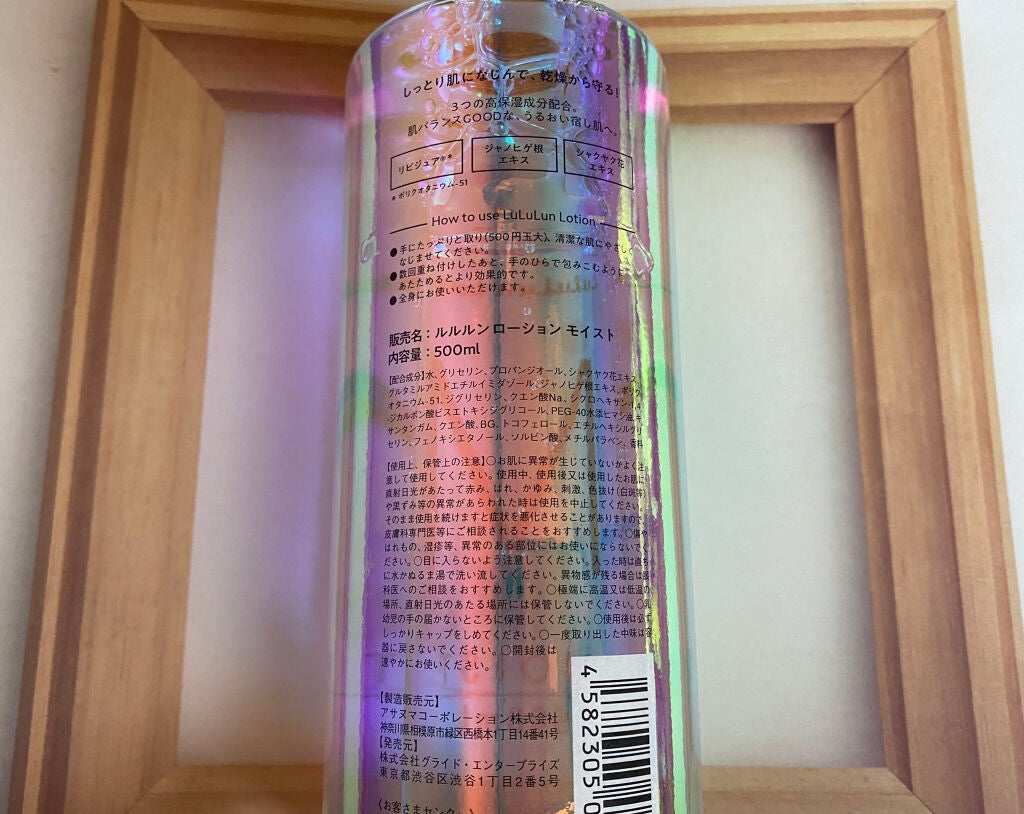 しっとり肌になじんで、乾燥から守る!
3つの高保湿成分配合。
肌バランスGOODな、うるおい宿し肌へ。
リピジュア®*
ジャノヒゲ根
エキス
シャクヤク花
エキス
*ポリクオタニウム-51
How to use LuLuLun Lotion
●手にたっぷりと取り(500円玉大)、清潔な肌にやさしく
なじませてください。
●数回重ね付けしたあと、手のひらで包みこむように
あたためるとより効果的です。
●全身にお使いいただけます。
販売名:ルルルン ローション モイスト
内容量:500ml
【配合成分】水、グリセリン、プロパンジオール、シャクヤク花エキス、
グルタミルアミドエチルイミダゾール、ジャノヒゲ根エキス、ポリク
オタニウム-51、ジグリセリン、クエン酸Na、シクロヘキサン-1,4
-ジカルボン酸ビスエトキシジグリコール、PEG-40水添ヒマシ油、キ
サンタンガム、クエン酸、BG、トコフェロール、エチルヘキシルグリ
セリン、フェノキシエタノール、ソルビン酸、メチルパラベン、香料
【使用上、保管上の注意】○お肌に異常が生じていないかよく注
意して使用してください。使用中、使用後又は使用したお肌に
直射日光があたって赤み、はれ、かゆみ、刺激、色抜け(白斑等)
や黒ずみ等の異常があらわれた時は使用を中止してください。
そのまま使用を続けますと症状を悪化させることがありますので、
皮膚科専門医等にご相談されることをおすすめします。○傷や
はれもの、湿疹等、異常のある部位にはお使いにならないでく
ださい。○目に入らないよう注意してください。入った時は直ち
に水かぬるま湯で洗い流してください。異物感が残る場合は眼
科医へのご相談をおすすめします。○極端に高温又は低温の
場所、直射日光のあたる場所には保管しないでください。○乳
幼児の手の届かないところに保管してください。○使用後は必ず
しっかりキャップをしめてください。○一度取り出した中味は容
器に戻さないでください。○開封後は
速やかにお使いください。
【製造販売元】
アサヌマコーポレーション株式会社
神奈川県相模原市緑区西橋本1丁目14番41号
【発売元】
株式会社グライド・エンタープライズ
東京都渋谷区渋谷1丁目2番5号
〈お客さまセンター〉
4 582305 0